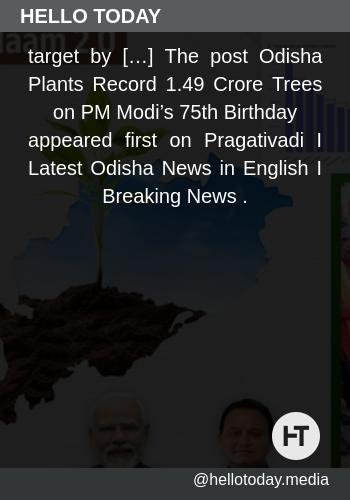 HELLO TODAY
target by […] The post Odisha
Plants Record 1.49 Crore Trees
on PM Modi’s 75th Birthday
appeared first on Pragativadi I
Latest Odisha News in English I
Breaking News .
HT
@hellotoday.media